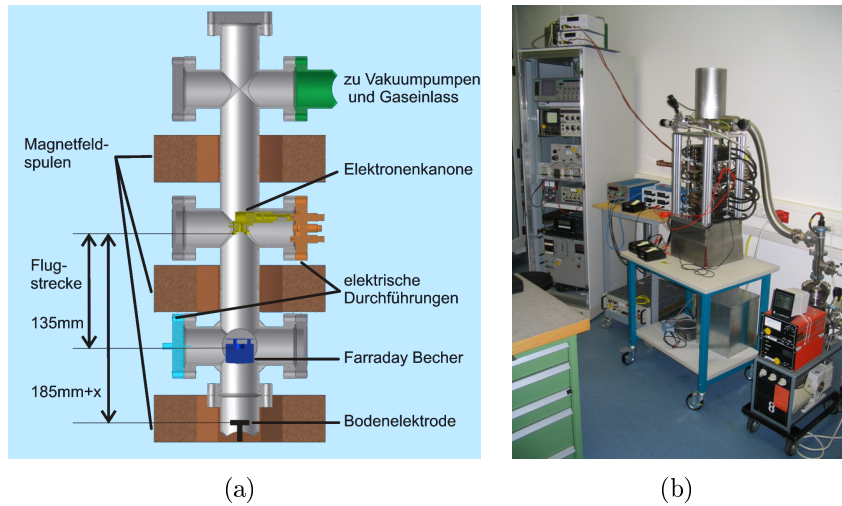 zu Vakuumpumpen
und Gaseinlass
Magnetfeld-
spulen
Elektronenkanone
Flug-
strecke
elektrische
Durchführungen
135mm
Farraday Becher
185mm+x
Bodenelektrode
(a)
(b)